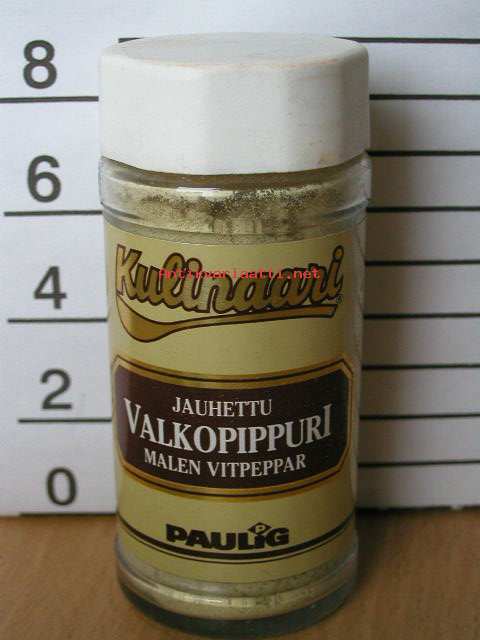 8
6
4
2
0
Kulinaari
Antikvariaatti.net
JAUHETTU
VALKOPIPPURI
MALEN VITPEPPAR
PAULIG